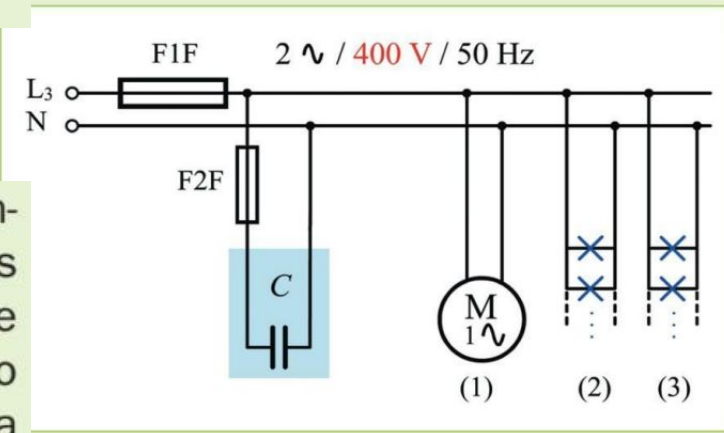 F1F 2 ∿ / 400 V / 50 Hz
L₃
N
F2F
n-
s
e
o
a
C
M
1∿
(1) (2) (3)